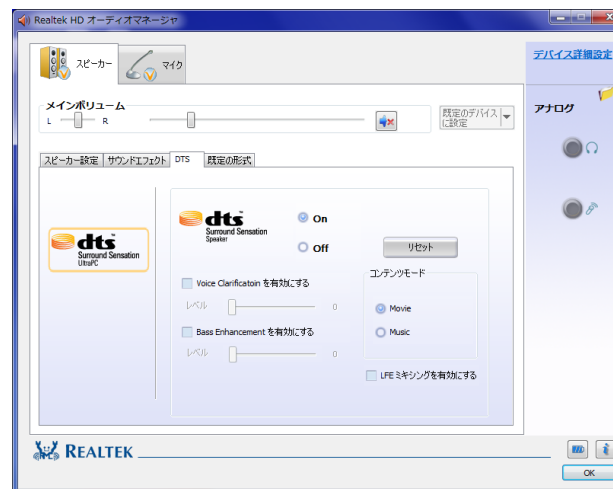 Realtek HD オーディオマネージャ
スピーカー
マイク
デバイス詳細設定
メインボリューム
L
R
既定のデバイス
に設定
アナログ
スピーカー設定
サウンドエフェクト
DTS
既定の形式
dts
Surround Sensation
UltraPC
dts
Surround Sensation
Speaker
On
Off
リセット
Voice Clarificatoin を有効にする
レベル
0
Bass Enhancement を有効にする
レベル
0
コンテンツモード
Movie
Music
LFE ミキシングを有効にする
REALTEK
OK